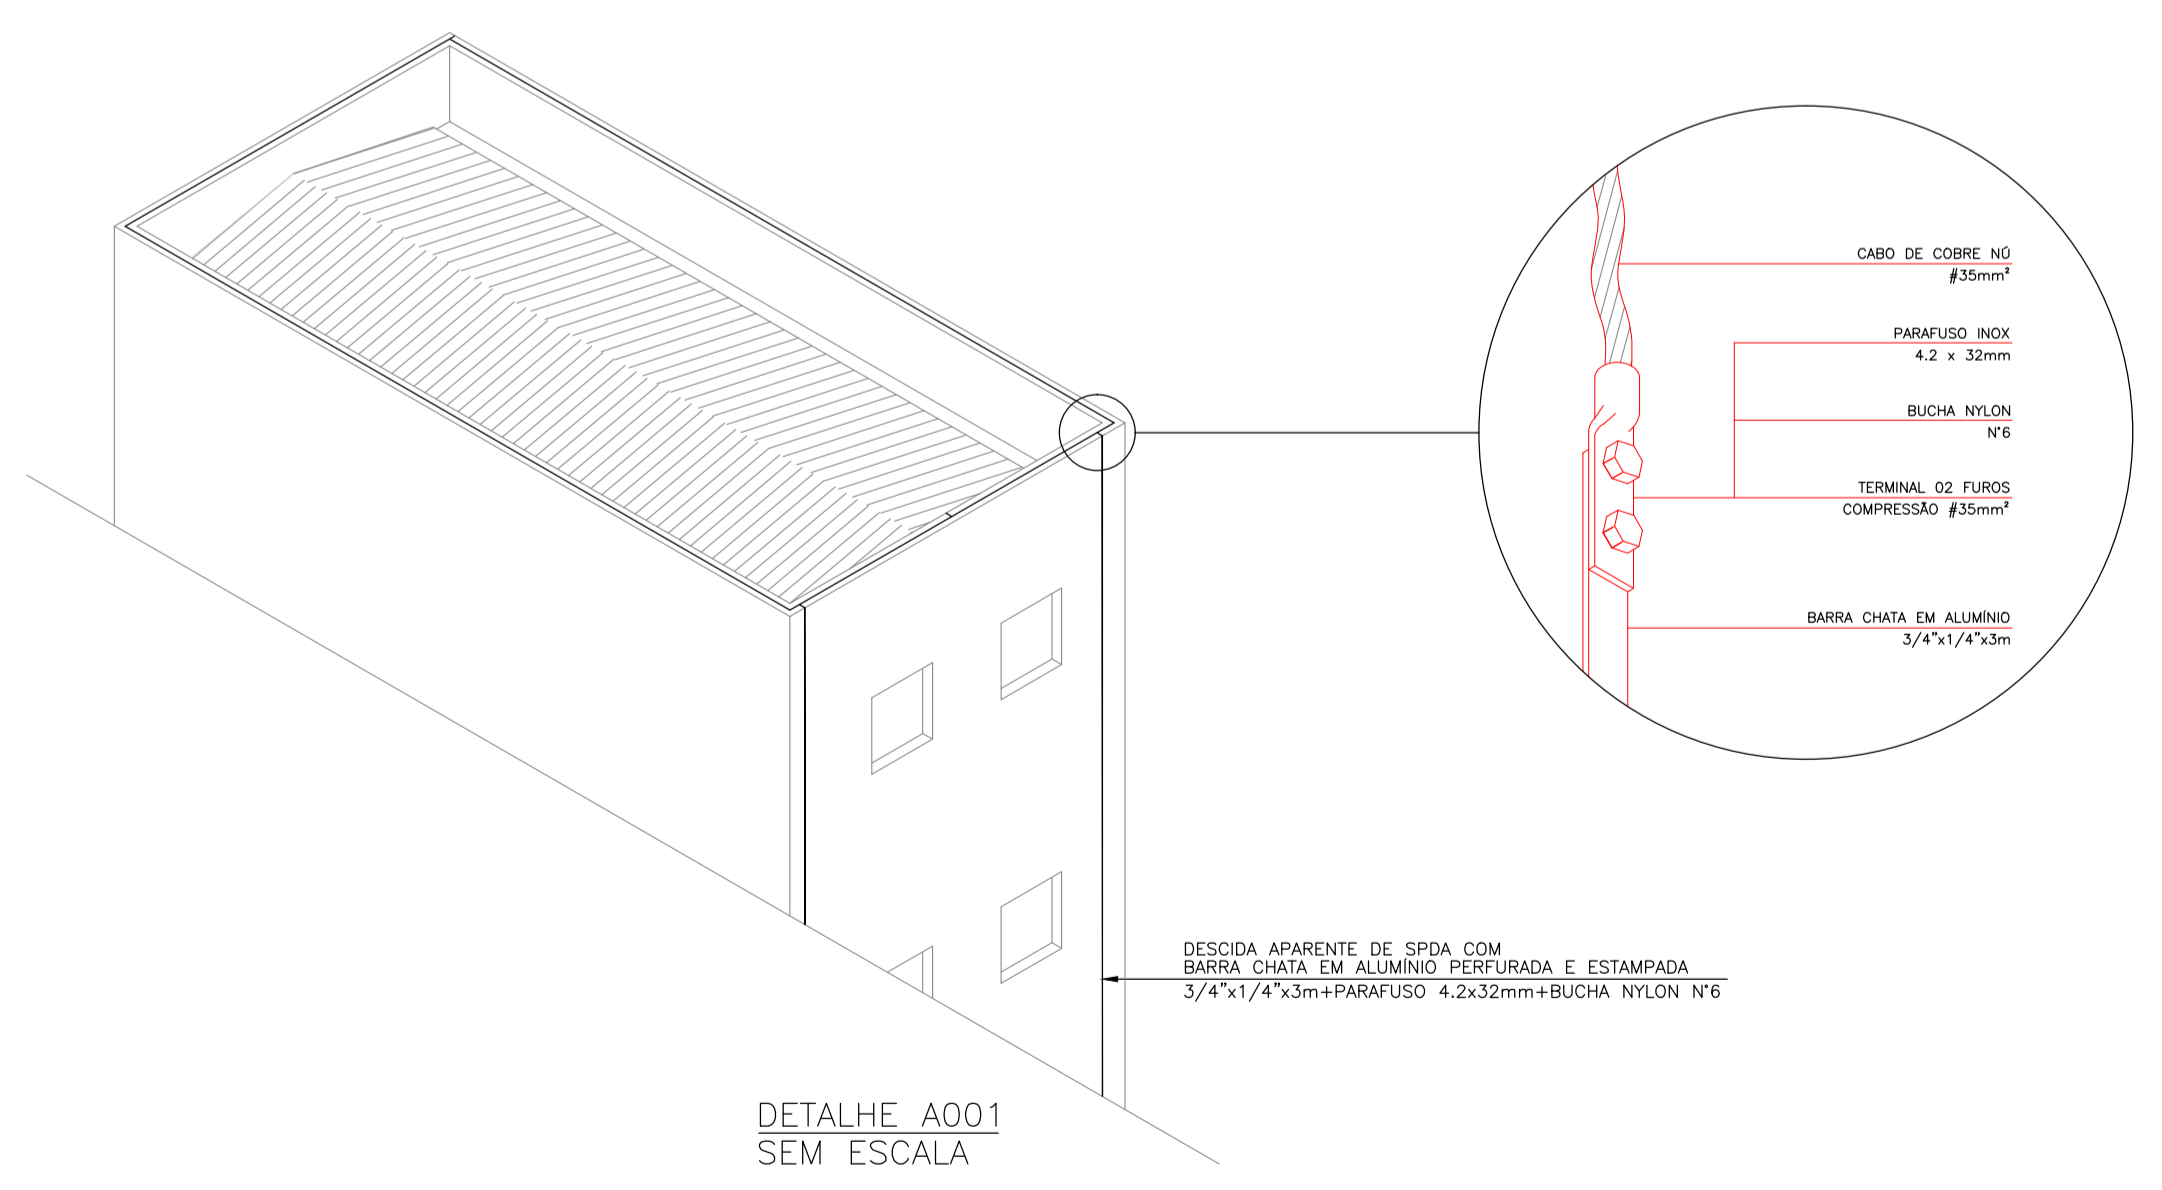 CABO DE COBRE NÚ
#35mm²
PARAFUSO INOX
4.2 x 32mm
BUCHA NYLON
N°6
TERMINAL 02 FUROS
COMPRESSÃO #35mm²
BARRA CHATA EM ALUMÍNIO
3/4"x1/4"x3m
DESCIDA APARENTE DE SPDA COM
BARRA CHATA EM ALUMÍNIO PERFURADA E ESTAMPADA
3/4"x1/4"x3m+PARAFUSO 4.2x32mm+BUCHA NYLON N°6
DETALHE A001
SEM ESCALA